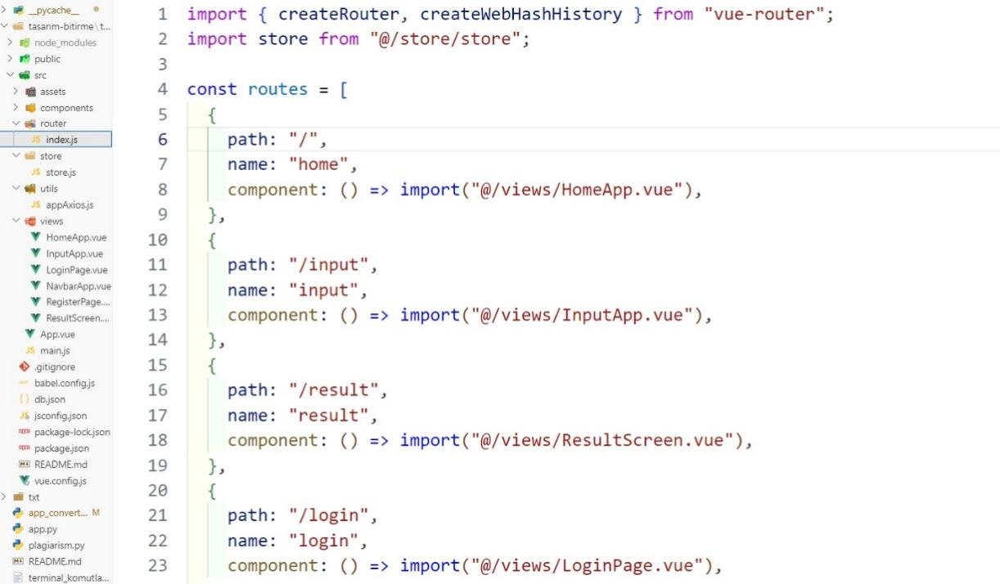 __pycache__
tasarım-bitirme\t...
node_modules
public
src
assets
components
router
JS index.js
store
JS store.js
utils
JS appAxios.js
views
HomeApp.vue
InputApp.vue
LoginPage.vue
NavbarApp.vue
RegisterPage....
ResultScreen....
App.vue
JS main.js
.gitignore
babel.config.js
{ } db.json
JS jsconfig.json
package-lock.json
package.json
README.md
vue.config.js
txt
app_convert... M
app.py
plagiarism.py
README.md
terminal_komutla...
1 import { createRouter, createWebHashHistory } from "vue-router";
2 import store from "@/store/store";
3
4 const routes = [
5 {
6 path: "/",
7 name: "home",
8 component: () => import("@/views/HomeApp.vue"),
9 },
10 {
11 path: "/input",
12 name: "input",
13 component: () => import("@/views/InputApp.vue"),
14 },
15 {
16 path: "/result",
17 name: "result",
18 component: () => import("@/views/ResultScreen.vue"),
19 },
20 {
21 path: "/login",
22 name: "login",
23 component: () => import("@/views/LoginPage.vue"),